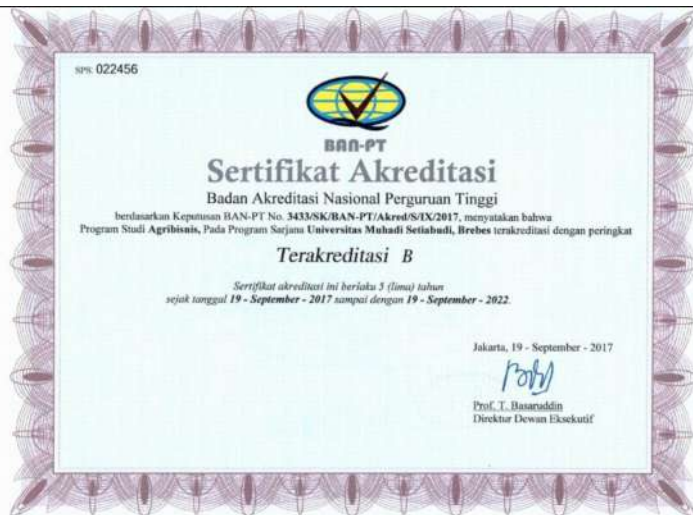 SPS: 022456
BAN-PT
Sertifikat Akreditasi
Badan Akreditasi Nasional Perguruan Tinggi
berdasarkan Keputusan BAN-PT No. 3433/SK/BAN-PT/Akred/S/IX/2017, menyatakan bahwa
Program Studi Agribisnis, Pada Program Sarjana Universitas Muhadi Setiabudi, Brebes terakreditasi dengan peringkat
Terakreditasi B
Sertifikat akreditasi ini berlaku 5 (lima) tahun
sejak tanggal 19 - September - 2017 sampai dengan 19 - September - 2022.
Jakarta, 19 - September - 2017
Prof. T. Basaruddin
Direktur Dewan Eksekutif